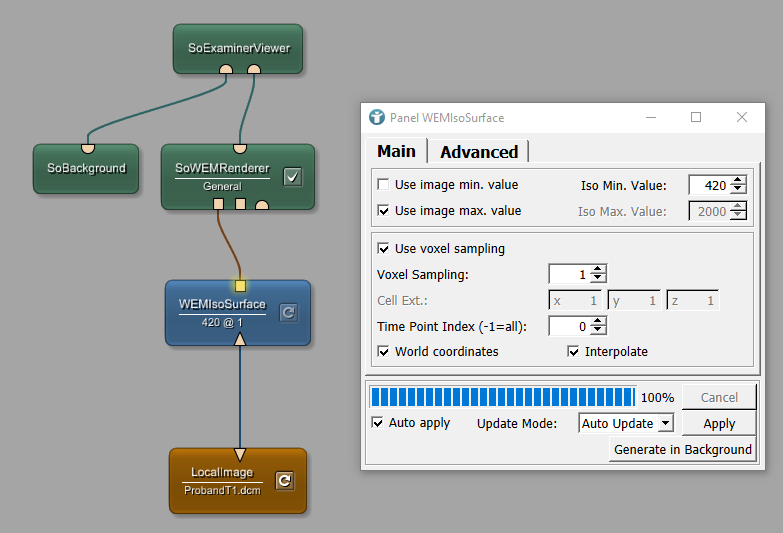 SoExaminerViewer
SoBackground
SoWEMRenderer
General
WEMIsoSurface
420 @ 1
LocalImage
ProbandT1.dcm
Panel WEMIsoSurface
Main Advanced
Use image min. value Iso Min. Value: 420
Use image max. value Iso Max. Value: 2000
Use voxel sampling
Voxel Sampling: 1
Cell Ext.: x 1 y 1 z 1
Time Point Index (-1=all): 0
World coordinates Interpolate
100% Cancel
Auto apply Update Mode: Auto Update Apply
Generate in Background